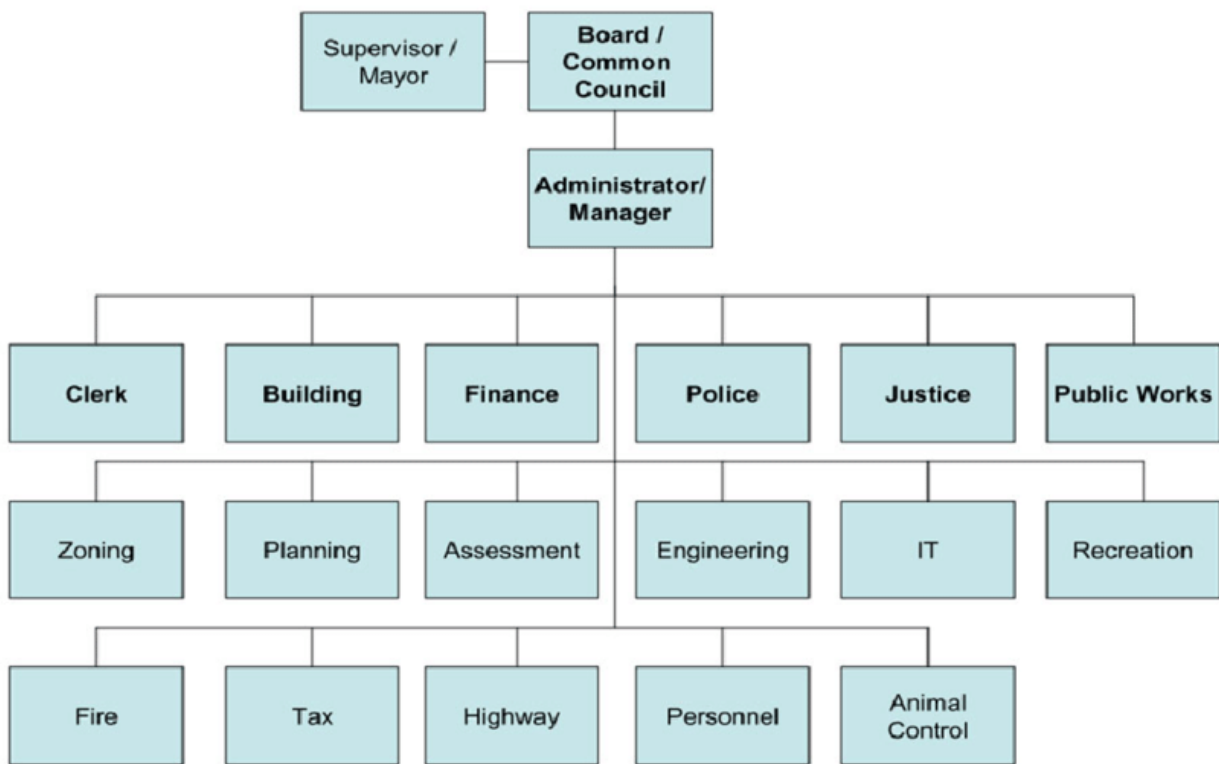 Supervisor /
Mayor
Board /
Common
Council
Administrator/
Manager
Clerk
Building
Finance
Police
Justice
Public Works
Zoning
Planning
Assessment
Engineering
IT
Recreation
Fire
Tax
Highway
Personnel
Animal
Control